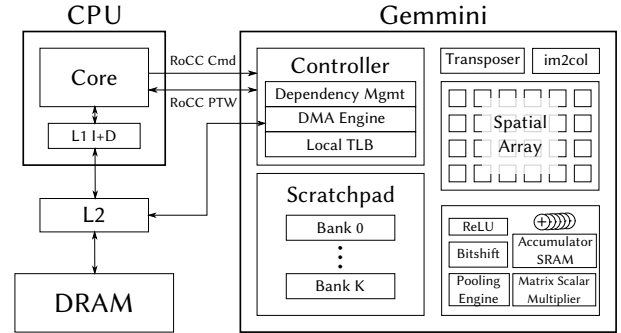 CPU
Core
L1 I+D
L2
DRAM
RoCC Cmd
RoCC PTW
Gemmini
Controller
Dependency Mgmt
DMA Engine
Local TLB
Scratchpad
Bank 0
Bank K
Transposer
im2col
Spatial
Array
ReLU
Bitshift
Accumulator
SRAM
Pooling
Engine
Matrix Scalar
Multiplier